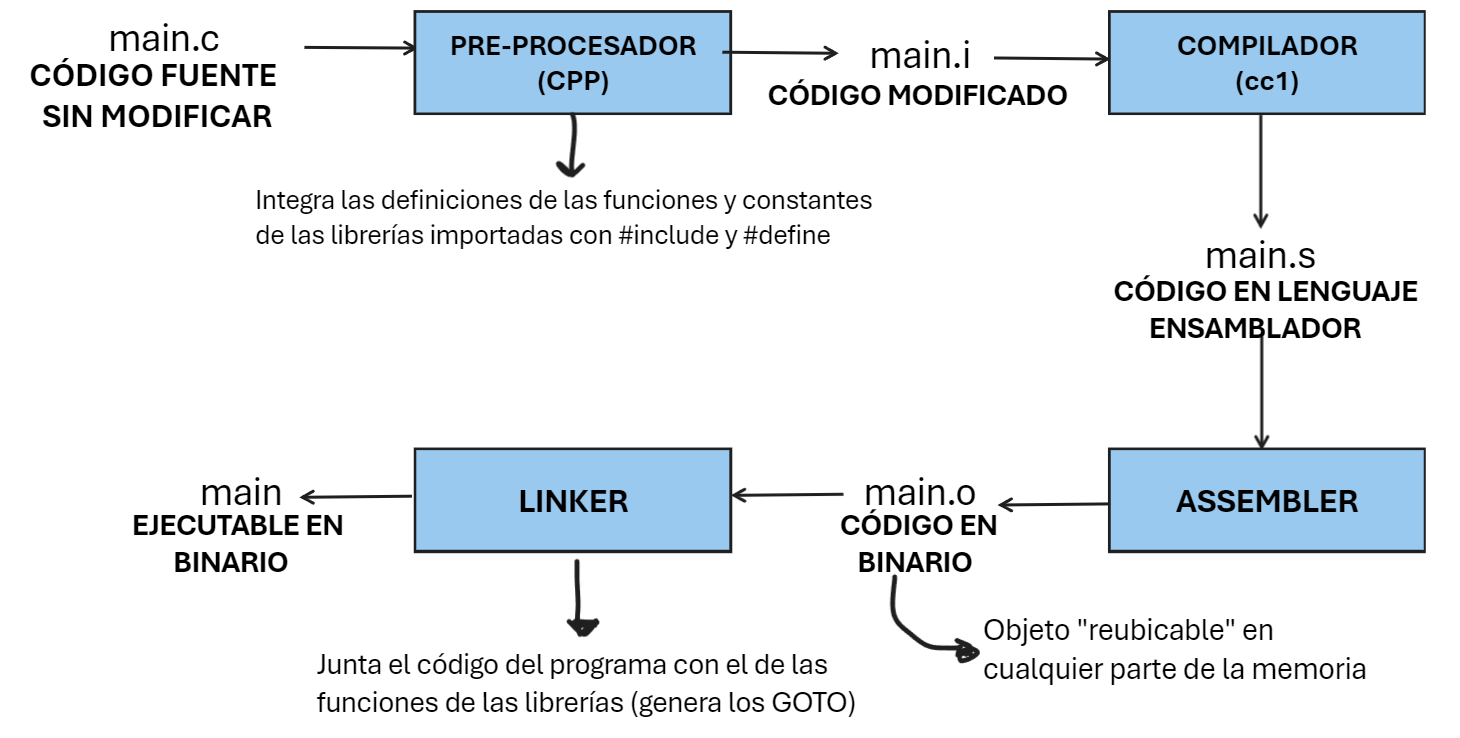 main.c
CÓDIGO FUENTE
SIN MODIFICAR
PRE-PROCESADOR
(CPP)
main.i
CÓDIGO MODIFICADO
COMPILADOR
(cc1)
Integra las definiciones de las funciones y constantes
de las librerías importadas con #include y #define
main.s
CÓDIGO EN LENGUAJE
ENSAMBLADOR
ASSEMBLER
main.o
CÓDIGO EN
BINARIO
Objeto "reubicable" en
cualquier parte de la memoria
LINKER
Junta el código del programa con el de las
funciones de las librerías (genera los GOTO)
main
EJECUTABLE EN
BINARIO